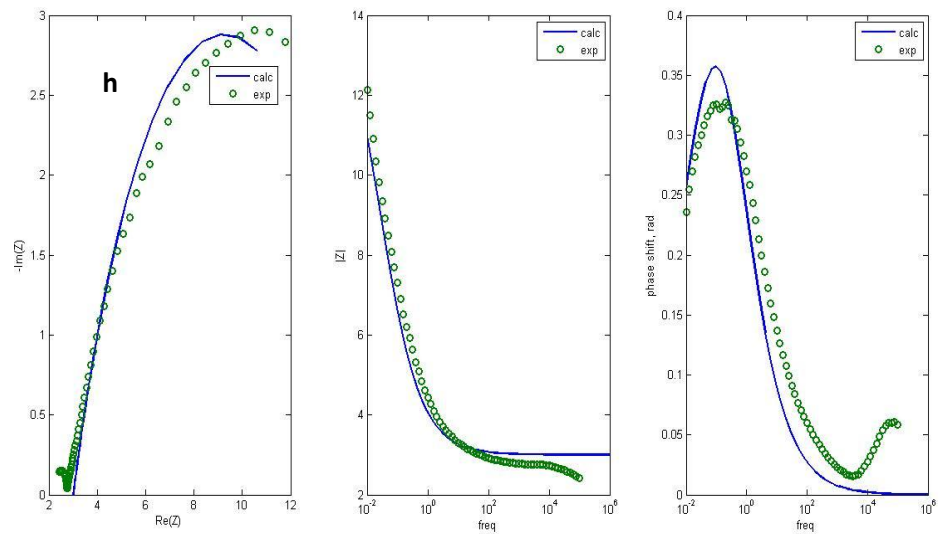 h
calc
exp
3
2.5
2
1.5
1
0.5
0
2 4 6 8 10 12
-Im(Z)
Re(Z)
calc
exp
16
14
12
10
8
6
4
2
10^-2 10^0 10^2 10^4 10^6
|Z|
freq
calc
exp
0.4
0.35
0.3
0.25
0.2
0.15
0.1
0.05
0
10^-2 10^0 10^2 10^4 10^6
phase shift, rad
freq